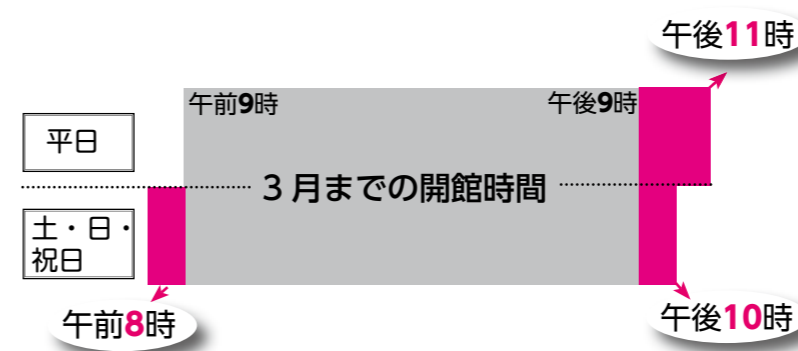 午後11時
午前9時
午後9時
平日
3月までの開館時間
土・日・
祝日
午前8時
午後10時